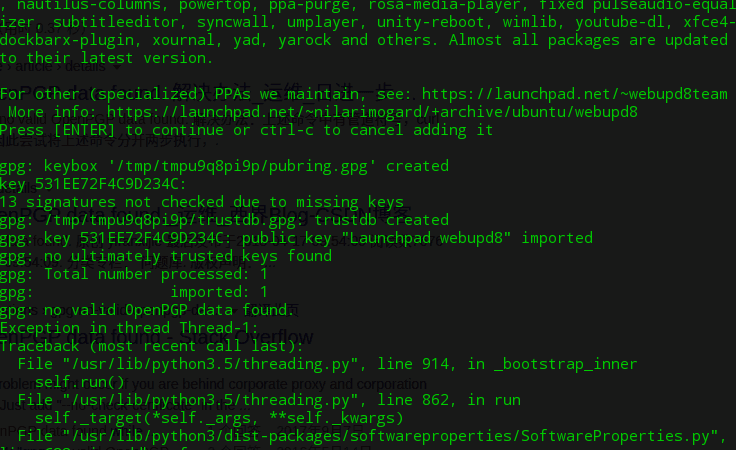 , nautilus-columns, powertop, ppa-purge, rosa-media-player, fixed pulseaudio-equal
izer, subtitleeditor, syncwall, umplayer, unity-reboot, wimlib, youtube-dl, xfce4-
dockbarx-plugin, xournal, yad, yarock and others. Almost all packages are updated
to their latest version.
For other (specialized) PPAs we maintain, see: https://launchpad.net/~webupd8team
More info: https://launchpad.net/~nilarimogard/+archive/ubuntu/webupd8
Press [ENTER] to continue or ctrl-c to cancel adding it
gpg: keybox '/tmp/tmpu9q8pi9p/pubring.gpg' created
key 531EE72F4C9D234C:
13 signatures not checked due to missing keys
gpg: /tmp/tmpu9q8pi9p/trustdb.gpg: trustdb created
gpg: key 531EE72F4C9D234C: public key "Launchpad webupd8" imported
gpg: no ultimately trusted keys found
gpg: Total number processed: 1
gpg: imported: 1
gpg: no valid OpenPGP data found.
Exception in thread Thread-1:
Traceback (most recent call last):
File "/usr/lib/python3.5/threading.py", line 914, in _bootstrap_inner
self.run()
File "/usr/lib/python3.5/threading.py", line 862, in run
self._target(*self._args, **self._kwargs)
File "/usr/lib/python3/dist-packages/softwareproperties/SoftwareProperties.py",